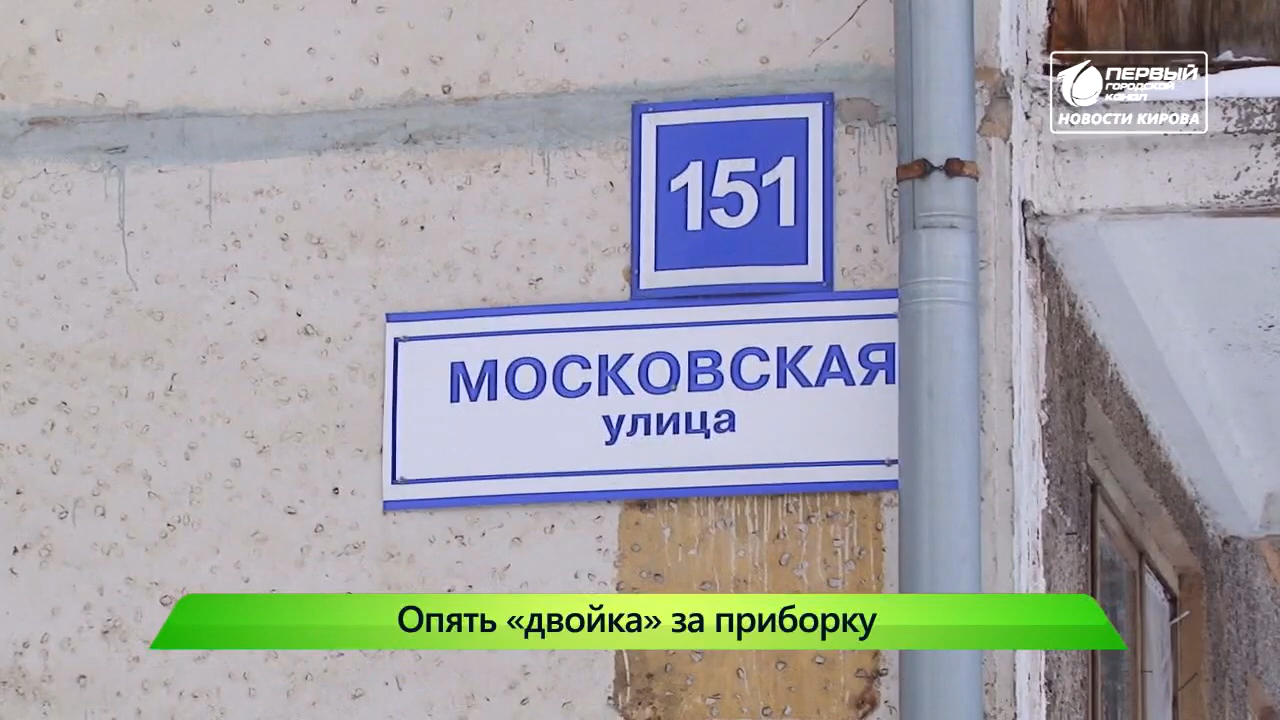 ПЕРВЫЙ
ГОРОДСКОЙ
КАНАЛ
НОВОСТИ КИРОВА
151
МОСКОВСКАЯ
улица
Опять «двойка» за приборку